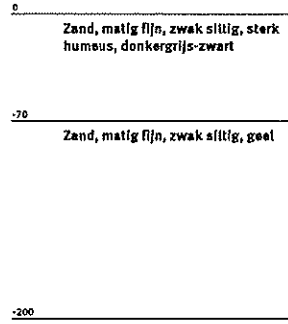 0
Zand, matig fijn, zwak siltig, sterk
humeus, donkergrijs-zwart
-70
Zand, matig fijn, zwak siltig, geel
-200